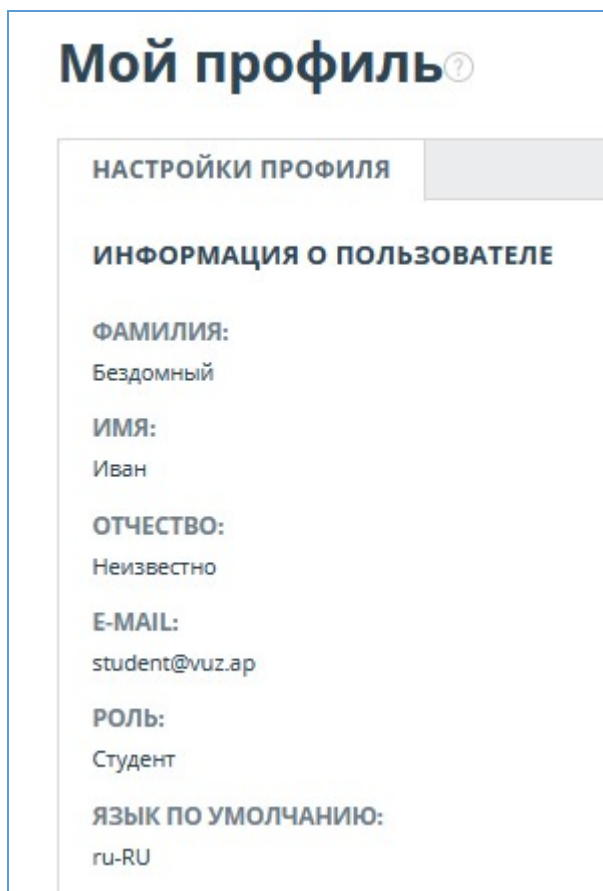 Мой профиль?
НАСТРОЙКИ ПРОФИЛЯ
ИНФОРМАЦИЯ О ПОЛЬЗОВАТЕЛЕ
ФАМИЛИЯ:
Бездомный
ИМЯ:
Иван
ОТЧЕСТВО:
Неизвестно
E-MAIL:
student@vuz.ap
РОЛЬ:
Студент
ЯЗЫК ПО УМОЛЧАНИЮ:
ru-RU